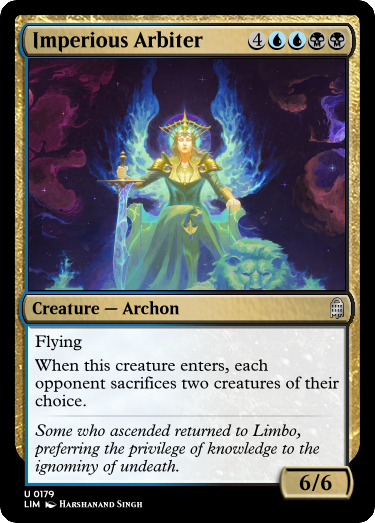 Imperious Arbiter 4
Creature — Archon
Flying
When this creature enters, each
opponent sacrifices two creatures of their
choice.
Some who ascended returned to Limbo,
preferring the privilege of knowledge to the
ignominy of undeath.
6/6
U 0179
LIM Harshanand Singh